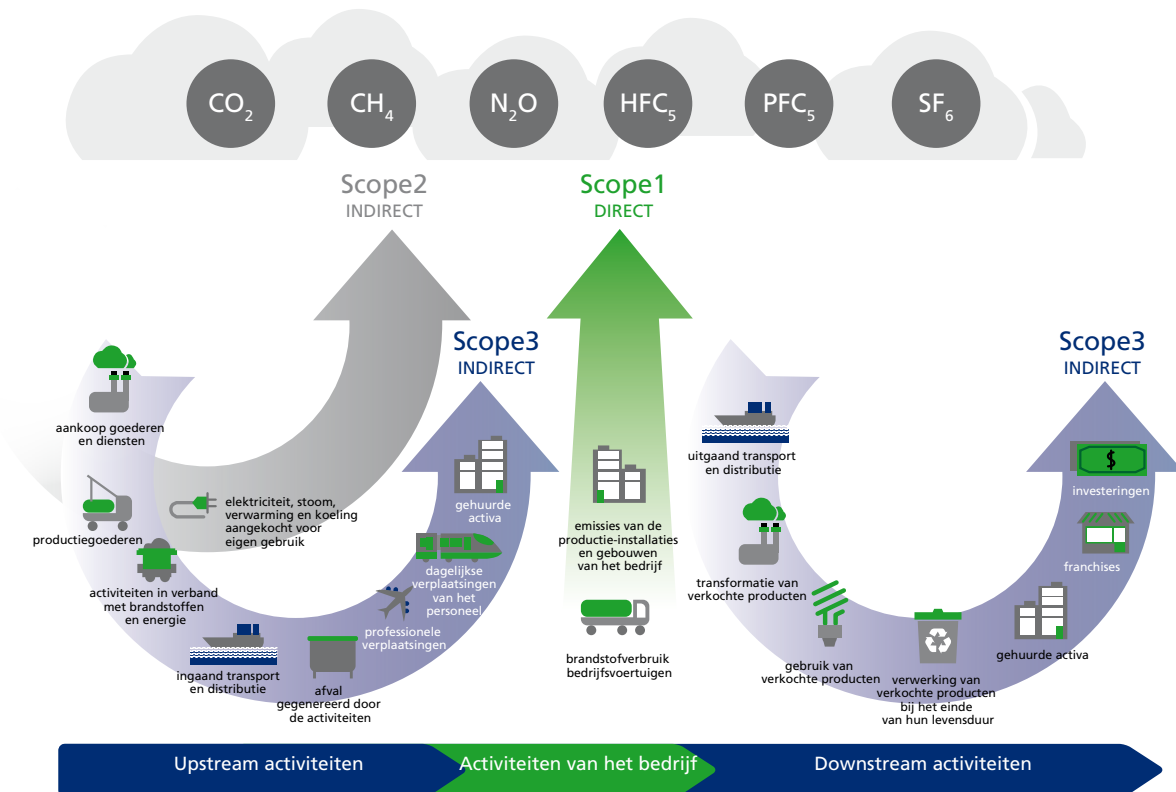 CO₂
CH₄
N₂O
HFC₅
PFC₅
SF₆
Scope2
INDIRECT
Scope1
DIRECT
Scope3
INDIRECT
Scope3
INDIRECT
aankoop goederen
en diensten
productiegoederen
elektriciteit, stoom,
verwarming en koeling
aangekocht voor
eigen gebruik
activiteiten in verband
met brandstoffen
en energie
ingaand transport
en distributie
afval
gegenereerd door
de activiteiten
professionele
verplaatsingen
dagelijkse
verplaatsingen
van het
personeel
gehuurde
activa
emissies van de
productie-installaties
en gebouwen
van het bedrijf
brandstofverbruik
bedrijfsvoertuigen
uitgaand transport
en distributie
transformatie van
verkochte producten
gebruik van
verkochte producten
verwerking van
verkochte producten
bij het einde
van hun levensduur
gehuurde activa
franchises
$
investeringen
Upstream activiteiten
Activiteiten van het bedrijf
Downstream activiteiten